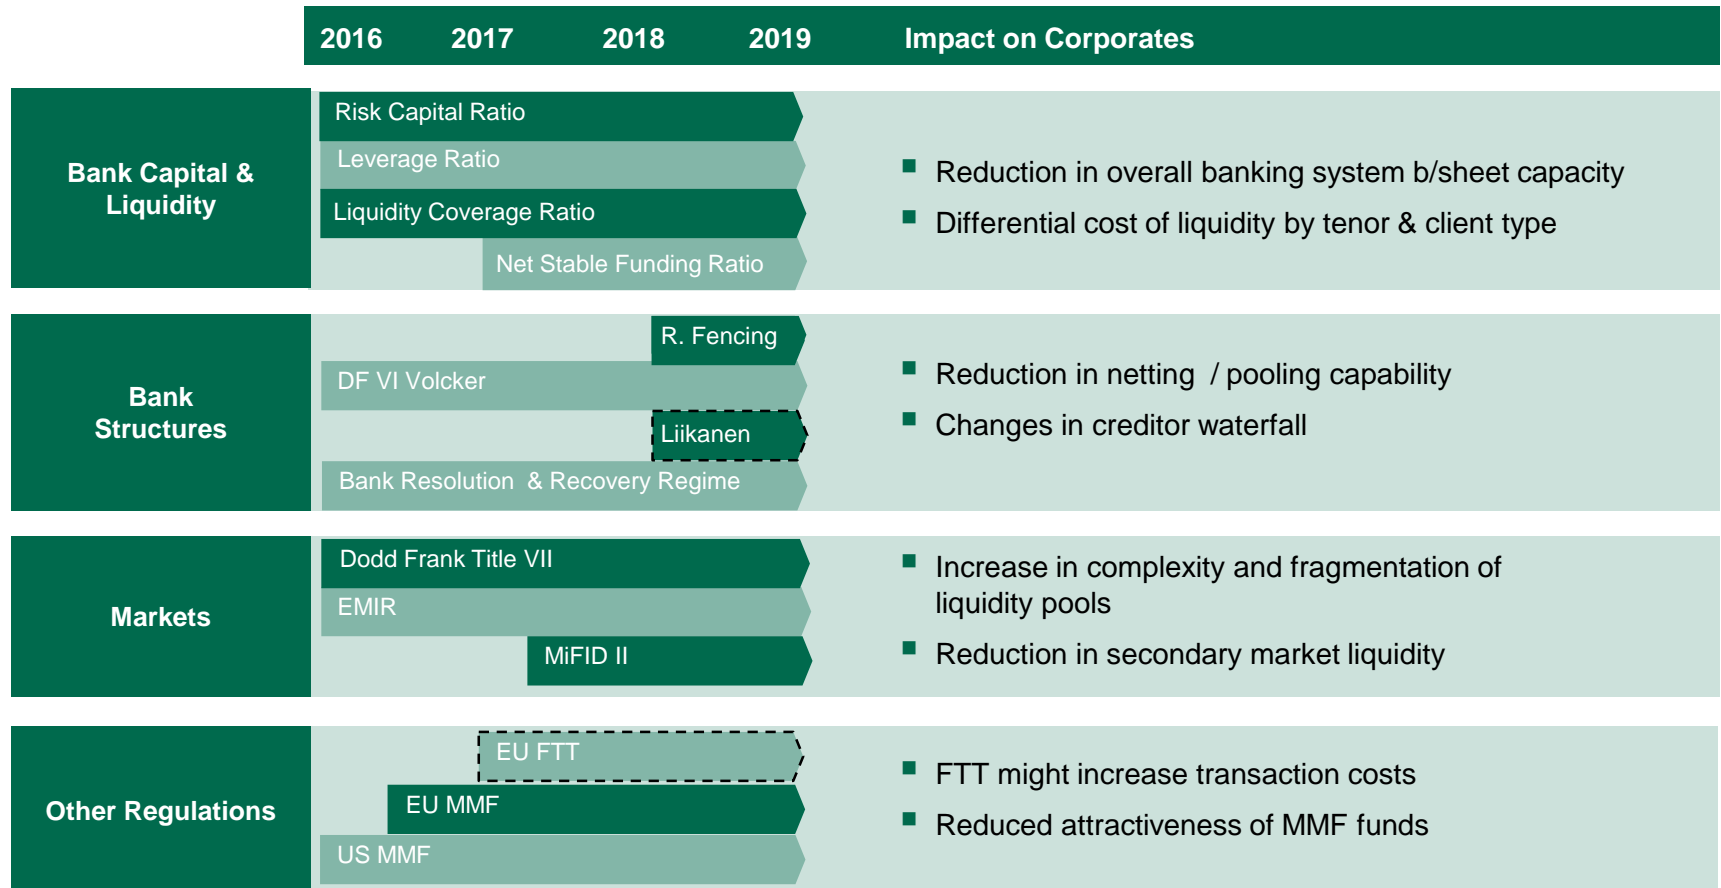 2016 2017 2018 2019 Impact on Corporates
Bank Capital &
Liquidity
Risk Capital Ratio
Leverage Ratio
Liquidity Coverage Ratio
Net Stable Funding Ratio
Reduction in overall banking system b/sheet capacity
Differential cost of liquidity by tenor & client type
Bank
Structures
R. Fencing
DF VI Volcker
Liikanen
Bank Resolution & Recovery Regime
Reduction in netting / pooling capability
Changes in creditor waterfall
Markets
Dodd Frank Title VII
EMIR
MiFID II
Increase in complexity and fragmentation of
liquidity pools
Reduction in secondary market liquidity
Other Regulations
EU FTT
EU MMF
US MMF
FTT might increase transaction costs
Reduced attractiveness of MMF funds